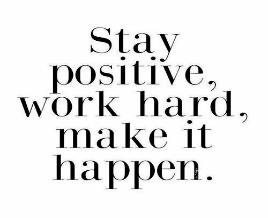 Stay
positive,
work hard,
make it
happen.